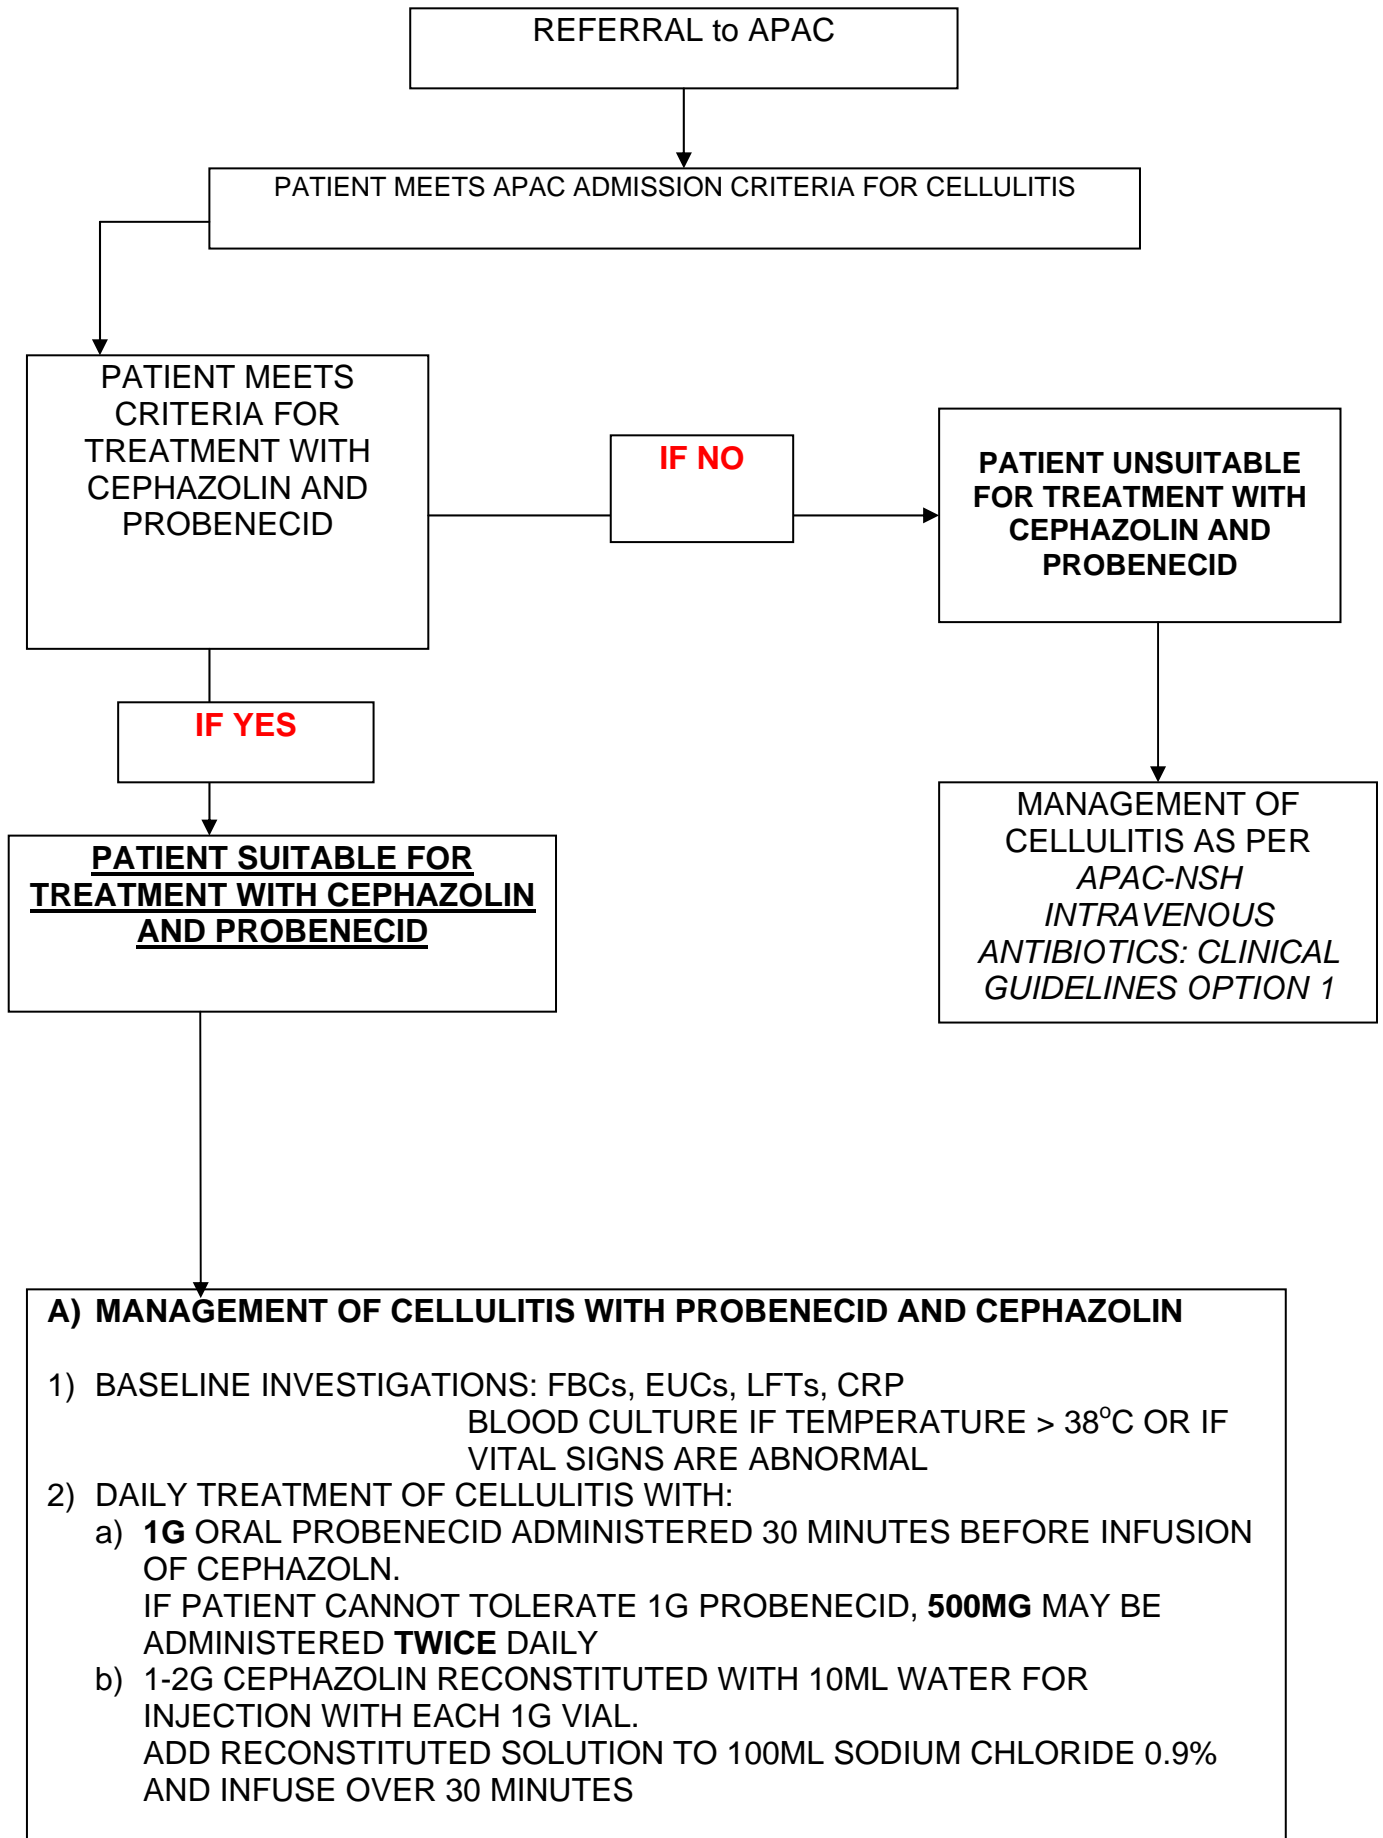 REFERRAL to APAC
PATIENT MEETS APAC ADMISSION CRITERIA FOR CELLULITIS
PATIENT MEETS
CRITERIA FOR
TREATMENT WITH
CEPHAZOLIN AND
PROBENECID
IF NO
PATIENT UNSUITABLE
FOR TREATMENT WITH
CEPHAZOLIN AND
PROBENECID
IF YES
PATIENT SUITABLE FOR
TREATMENT WITH CEPHAZOLIN
AND PROBENECID
MANAGEMENT OF
CELLULITIS AS PER
APAC-NSH
INTRAVENOUS
ANTIBIOTICS: CLINICAL
GUIDELINES OPTION 1
A) MANAGEMENT OF CELLULITIS WITH PROBENECID AND CEPHAZOLIN
1) BASELINE INVESTIGATIONS: FBCs, EUCs, LFTs, CRP
BLOOD CULTURE IF TEMPERATURE > 38°C OR IF
VITAL SIGNS ARE ABNORMAL
2) DAILY TREATMENT OF CELLULITIS WITH:
a) 1G ORAL PROBENECID ADMINISTERED 30 MINUTES BEFORE INFUSION
OF CEPHAZOLN.
IF PATIENT CANNOT TOLERATE 1G PROBENECID, 500MG MAY BE
ADMINISTERED TWICE DAILY
b) 1-2G CEPHAZOLIN RECONSTITUTED WITH 10ML WATER FOR
INJECTION WITH EACH 1G VIAL.
ADD RECONSTITUTED SOLUTION TO 100ML SODIUM CHLORIDE 0.9%
AND INFUSE OVER 30 MINUTES